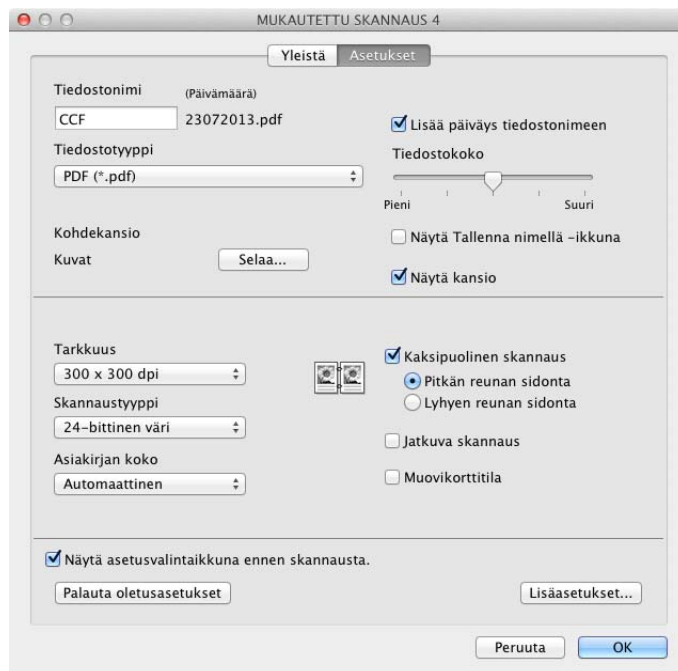 MUKAUTETTU SKANNAUS 4
Yleistä Asetukset
Tiedostonimi (Päivämäärä)
CCF 23072013.pdf
Lisää päiväys tiedostonimeen
Tiedostotyyppi
Tiedostokoko
PDF (*.pdf)
Pieni Suuri
Kohdekansio
Näytä Tallenna nimellä -ikkuna
Kuvat Selaa...
Näytä kansio
Tarkkuus
Kaksipuolinen skannaus
300 x 300 dpi
Pitkän reunan sidonta
Skannaustyyppi
Lyhyen reunan sidonta
24-bittinen väri
Jatkuva skannaus
Asiakirjan koko
Automaattinen
Muovikorttitila
Näytä asetusvalintaikkuna ennen skannausta.
Palauta oletusasetukset Lisäasetukset...
Peruuta OK